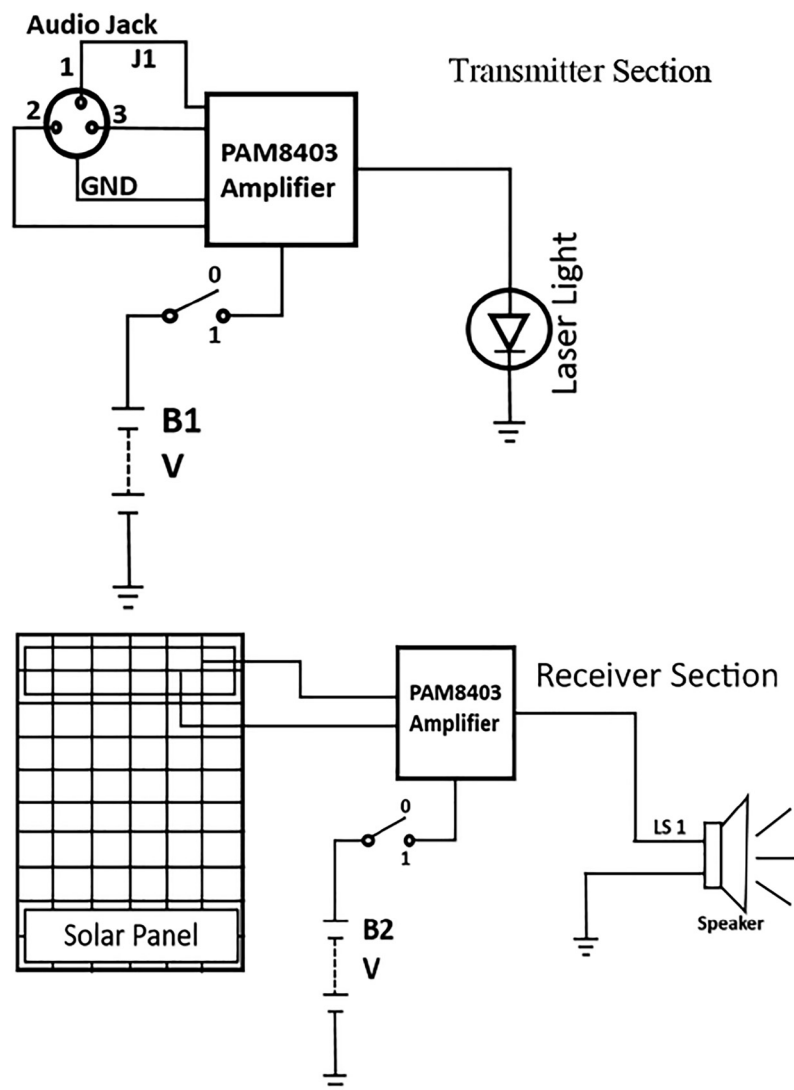 Audio Jack
J1
1
Transmitter Section
2
3
PAM8403
Amplifier
GND
0
1
Laser Light
B1
V
PAM8403
Amplifier
Receiver Section
0
1
LS 1
Solar Panel
B2
V
Speaker